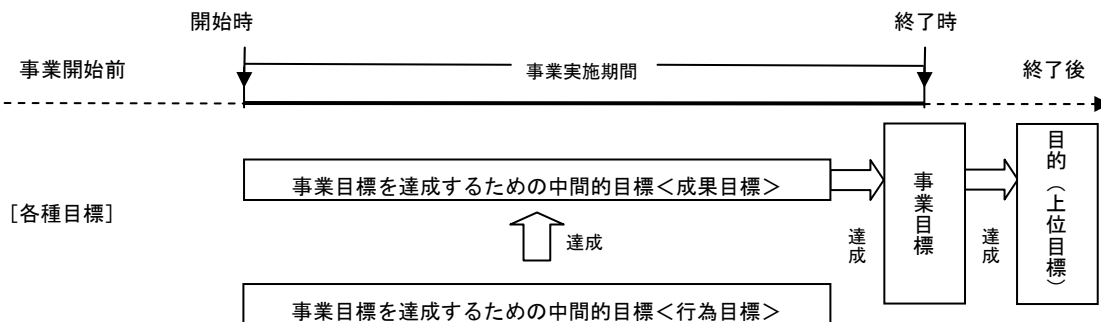 開始時
終了時
事業開始前
事業実施期間
終了後
事業目標を達成するための中間的目標＜成果目標＞
[各種目標]
達成
達成
事業目標
達成
目的（上位目標）
事業目標を達成するための中間的目標＜行為目標＞